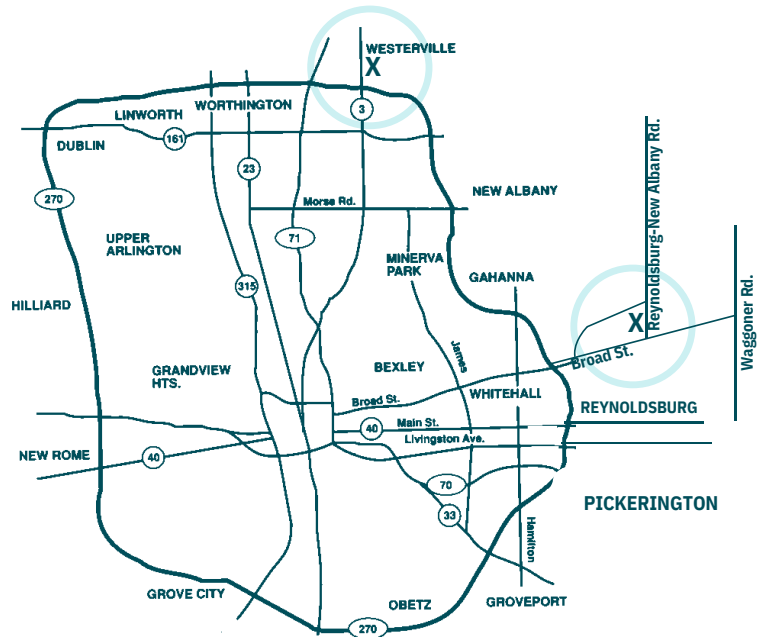 WESTERVILLE
X
WORTHINGTON
3
LINWORTH
161
DUBLIN
23
270
Morse Rd.
NEW ALBANY
Reynoldsburg-New Albany Rd.
71
UPPER
ARLINGTON
MINERVA
PARK
GAHANNA
315
HILLIARD
X
Waggoner Rd.
James
Broad St.
GRANDVIEW
HTS.
BEXLEY
WHITEHALL
Broad St.
REYNOLDSBURG
Main St.
40
Livingston Ave.
NEW ROME
40
70
33
PICKERINGTON
Hamilton
GROVE CITY
OBETZ
GROVEPORT
270